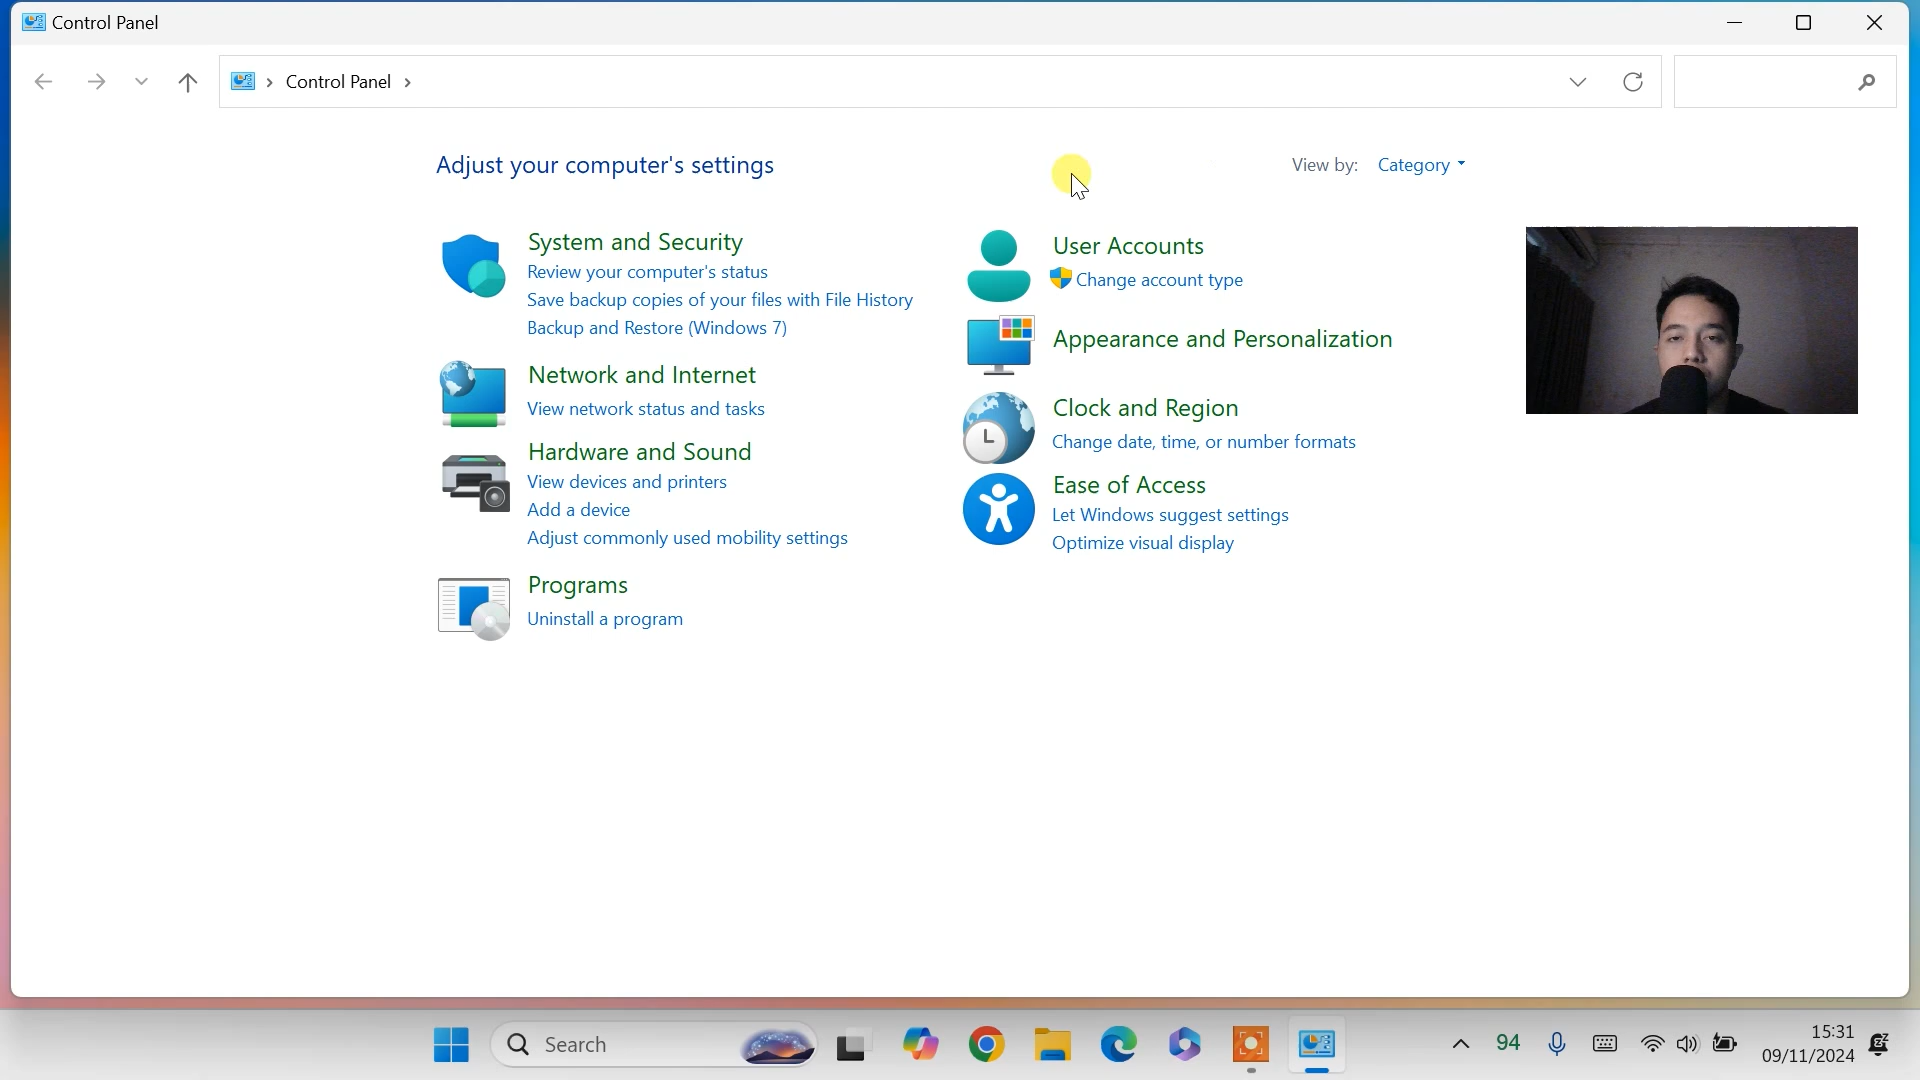 Control Panel
Control Panel
Adjust your computer's settings
View by: Category
System and Security
Review your computer's status
Save backup copies of your files with File History
Backup and Restore (Windows 7)
Network and Internet
View network status and tasks
Hardware and Sound
View devices and printers
Add a device
Adjust commonly used mobility settings
Programs
Uninstall a program
User Accounts
Change account type
Appearance and Personalization
Clock and Region
Change date, time, or number formats
Ease of Access
Let Windows suggest settings
Optimize visual display
Search
94
15:31
09/11/2024